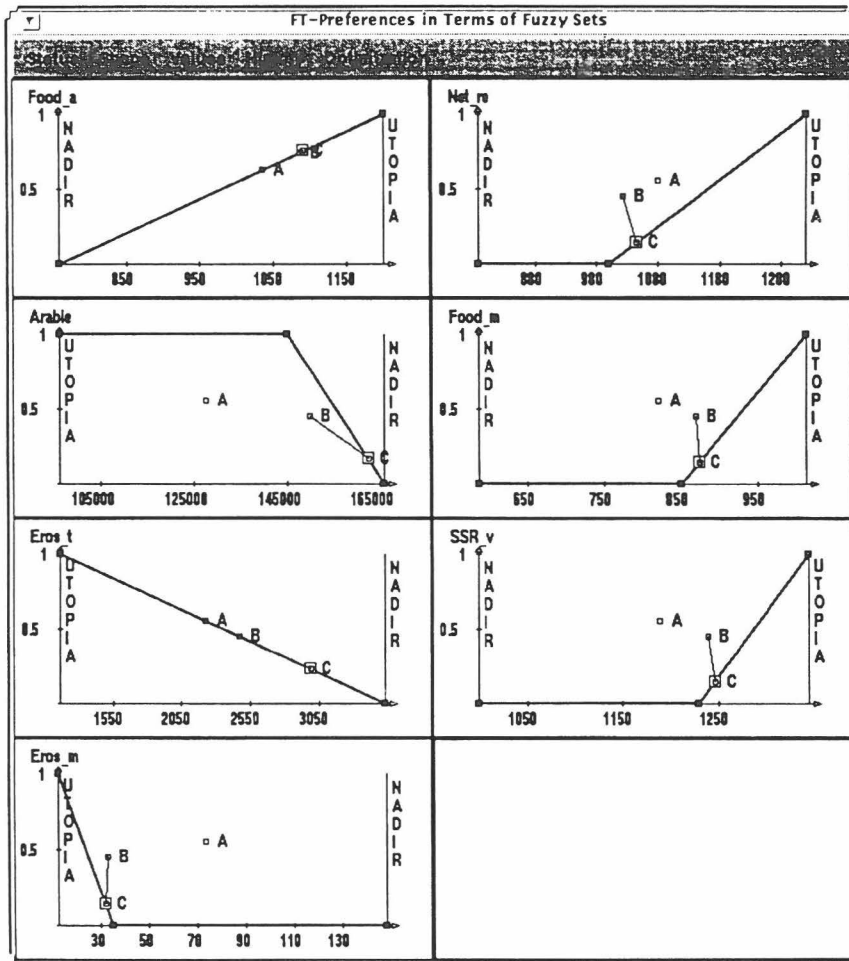 FT-Preferences in Terms of Fuzzy Sets
Food_a
1
0.5
NADIR
UTOPIA
A
B
C
850
950
1050
1150
Net_re
1
0.5
NADIR
UTOPIA
A
B
C
880
980
1080
1180
1280
Arable
1
0.5
UTOPIA
NADIR
A
B
C
105000
125000
145000
165000
Food_m
1
0.5
NADIR
UTOPIA
A
B
C
650
750
850
950
Eros_t
1
0.5
UTOPIA
NADIR
A
B
C
1550
2050
2550
3050
SSR_v
1
0.5
NADIR
UTOPIA
A
B
C
1050
1150
1250
Eros_m
1
0.5
UTOPIA
NADIR
A
B
C
30
50
70
90
110
130